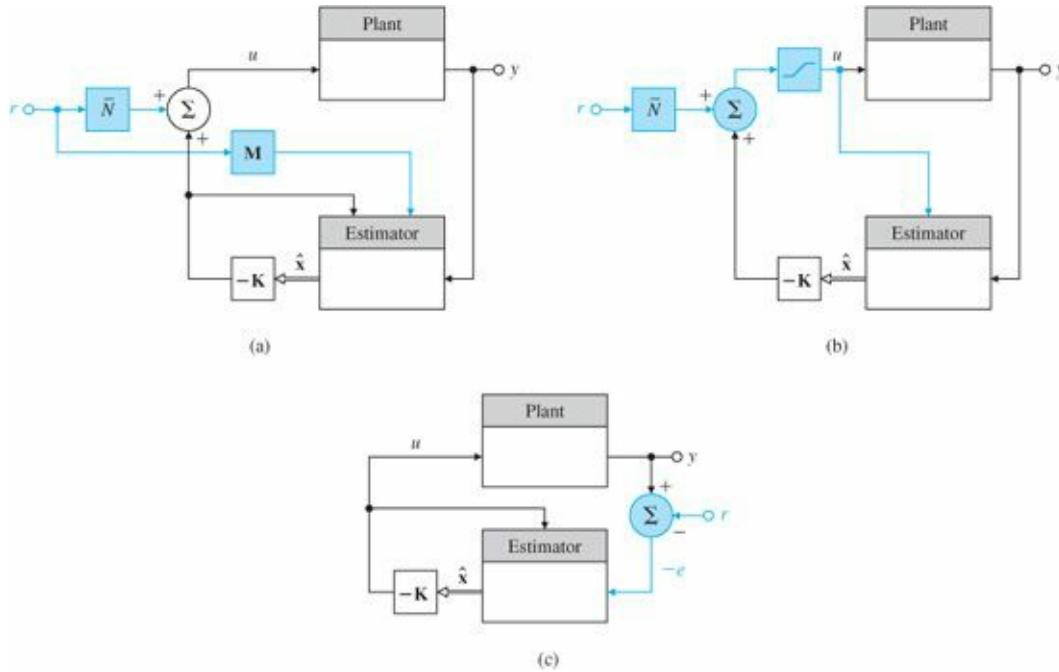 Plant
u
y
r
N̄
+
Σ
+
M
Estimator
x̂
−K
(a)
Plant
u
y
r
N̄
+
Σ
+
Estimator
x̂
−K
(b)
Plant
u
y
+
Σ
r
−
Estimator
−e
x̂
−K
(c)